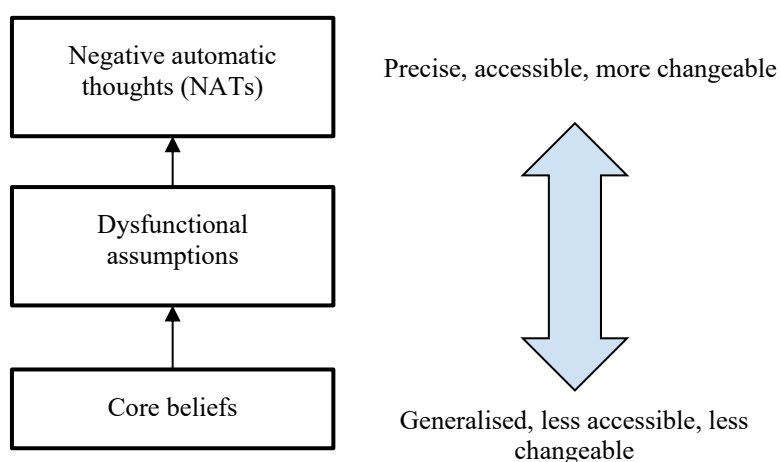 Negative automatic
thoughts (NATs)
Precise, accessible, more changeable
Dysfunctional
assumptions
Core beliefs
Generalised, less accessible, less
changeable